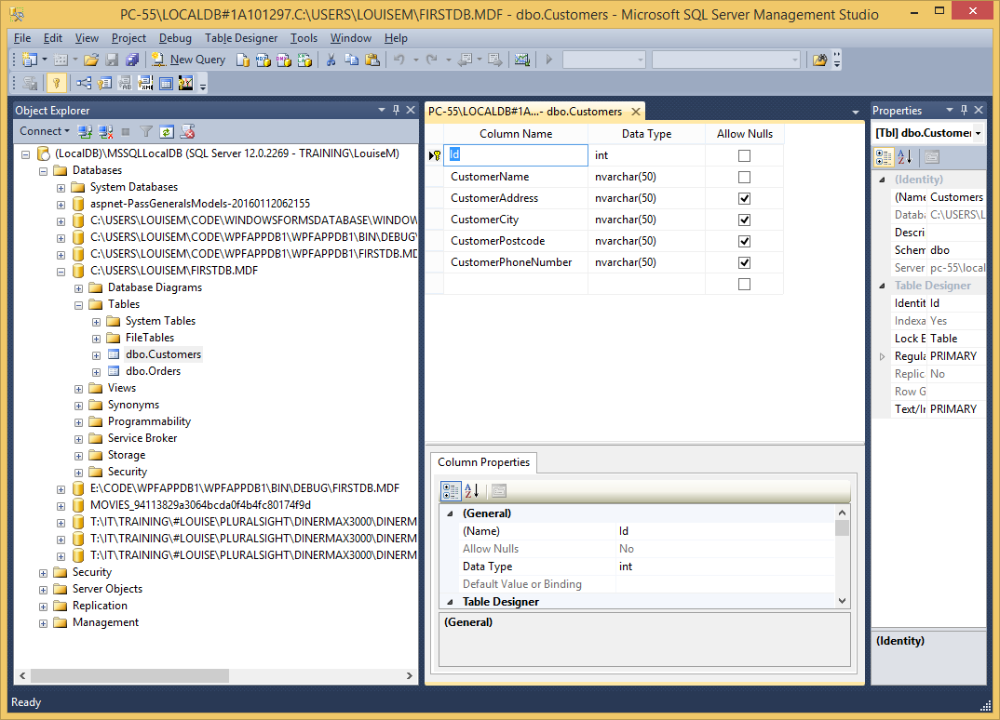 PC-55\LOCALDB#1A101297.C:\USERS\LOUISEM\FIRSTDB.MDF - dbo.Customers - Microsoft SQL Server Management Studio
File Edit View Project Debug Table Designer Tools Window Help
New Query
Object Explorer
Connect
(LocalDB)\MSSQLLocalDB (SQL Server 12.0.2269 - TRAINING\LouiseM)
Databases
System Databases
aspnet-PassGeneralsModels-20160112062155
C:\USERS\LOUISEM\CODE\WINDOWSFORMSDATABASE\WINDOW
C:\USERS\LOUISEM\CODE\WPFAPPDB1\WPFAPPDB1\BIN\DEBUG
C:\USERS\LOUISEM\CODE\WPFAPPDB1\WPFAPPDB1\FIRSTDB.MD
C:\USERS\LOUISEM\FIRSTDB.MDF
Database Diagrams
Tables
System Tables
FileTables
dbo.Customers
dbo.Orders
Views
Synonyms
Programmability
Service Broker
Storage
Security
E:\CODE\WPFAPPDB1\WPFAPPDB1\BIN\DEBUG\FIRSTDB.MDF
MOVIES_94113829a3064bcda0f4b4fc80174f9d
T:\IT\TRAINING\#LOUISE\PLURALSIGHT\DINERMAX3000\DINERM
T:\IT\TRAINING\#LOUISE\PLURALSIGHT\DINERMAX3000\DINERM
T:\IT\TRAINING\#LOUISE\PLURALSIGHT\DINERMAX3000\DINERM
Security
Server Objects
Replication
Management
PC-55\LOCALDB#1A...- dbo.Customers
Column Name Data Type Allow Nulls
Id int
CustomerName nvarchar(50)
CustomerAddress nvarchar(50)
CustomerCity nvarchar(50)
CustomerPostcode nvarchar(50)
CustomerPhoneNumber nvarchar(50)
Column Properties
(General)
(Name) Id
Allow Nulls No
Data Type int
Default Value or Binding
Table Designer
(General)
Properties
[Tbl] dbo.Customer
(Identity)
(Name Customers
Databa C:\USERS\L
Descri
Schem dbo
Server pc-55\local
Table Designer
Identit Id
Indexa Yes
Lock E Table
Regula PRIMARY
Replic No
Row G
Text/Ir PRIMARY
(Identity)
Ready